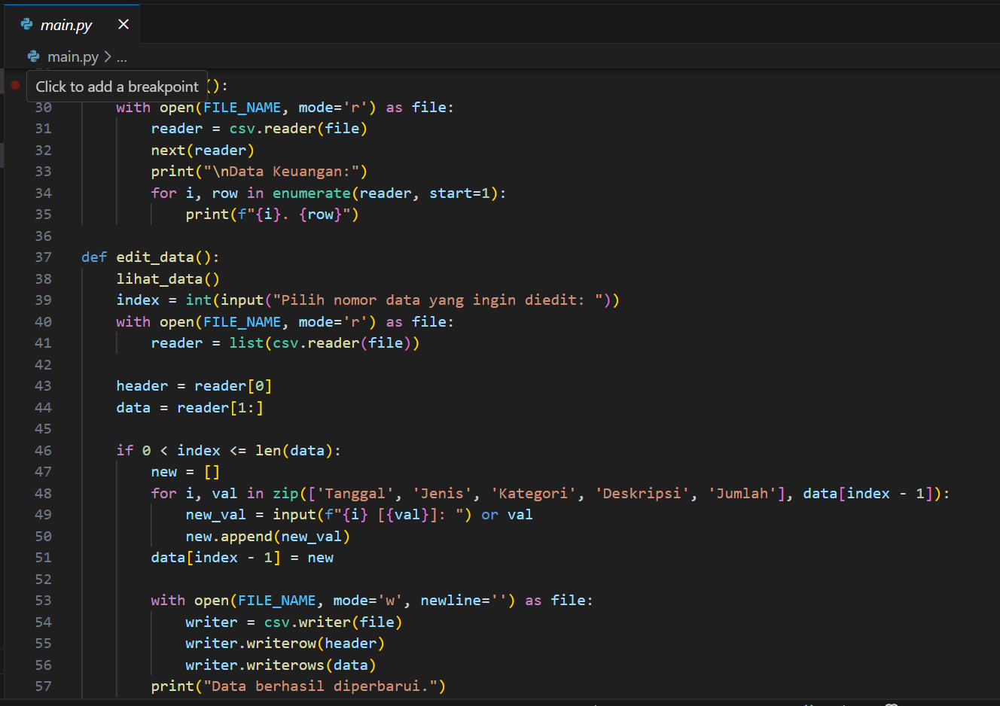 main.py
main.py > ...
Click to add a breakpoint ():
30 with open(FILE_NAME, mode='r') as file:
31 reader = csv.reader(file)
32 next(reader)
33 print("\nData Keuangan:")
34 for i, row in enumerate(reader, start=1):
35 print(f"{i}. {row}")
36
37 def edit_data():
38 lihat_data()
39 index = int(input("Pilih nomor data yang ingin diedit: "))
40 with open(FILE_NAME, mode='r') as file:
41 reader = list(csv.reader(file))
42
43 header = reader[0]
44 data = reader[1:]
45
46 if 0 < index <= len(data):
47 new = []
48 for i, val in zip(['Tanggal', 'Jenis', 'Kategori', 'Deskripsi', 'Jumlah'], data[index - 1]):
49 new_val = input(f"{i} [{val}]: ") or val
50 new.append(new_val)
51 data[index - 1] = new
52
53 with open(FILE_NAME, mode='w', newline='') as file:
54 writer = csv.writer(file)
55 writer.writerow(header)
56 writer.writerows(data)
57 print("Data berhasil diperbarui.")